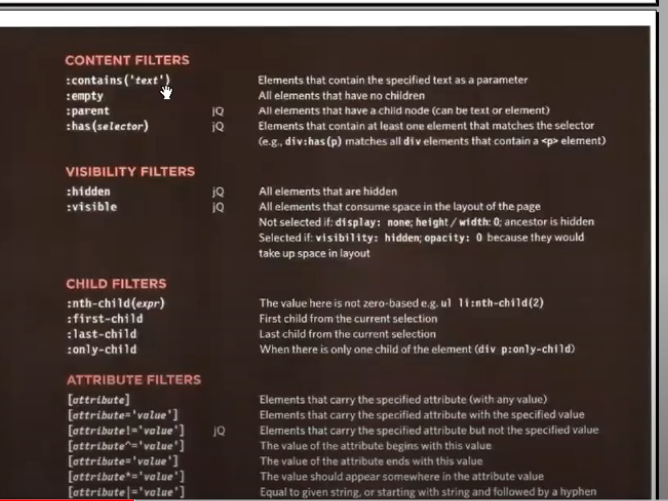 CONTENT FILTERS
:contains('text') Elements that contain the specified text as a parameter
:empty All elements that have no children
:parent jQ All elements that have a child node (can be text or element)
:has(selector) jQ Elements that contain at least one element that matches the selector
(e.g., div:has(p) matches all div elements that contain a <p> element)
VISIBILITY FILTERS
:hidden jQ All elements that are hidden
:visible jQ All elements that consume space in the layout of the page
Not selected if: display: none; height / width: 0; ancestor is hidden
Selected if: visibility: hidden; opacity: 0 because they would
take up space in layout
CHILD FILTERS
:nth-child(expr) The value here is not zero-based e.g. ul li:nth-child(2)
:first-child First child from the current selection
:last-child Last child from the current selection
:only-child When there is only one child of the element (div p:only-child)
ATTRIBUTE FILTERS
[attribute] Elements that carry the specified attribute (with any value)
[attribute='value'] Elements that carry the specified attribute with the specified value
[attribute!='value'] jQ Elements that carry the specified attribute but not the specified value
[attribute^='value'] The value of the attribute begins with this value
[attribute$='value'] The value of the attribute ends with this value
[attribute*='value'] The value should appear somewhere in the attribute value
[attribute|='value'] Equal to given string, or starting with string and followed by a hyphen